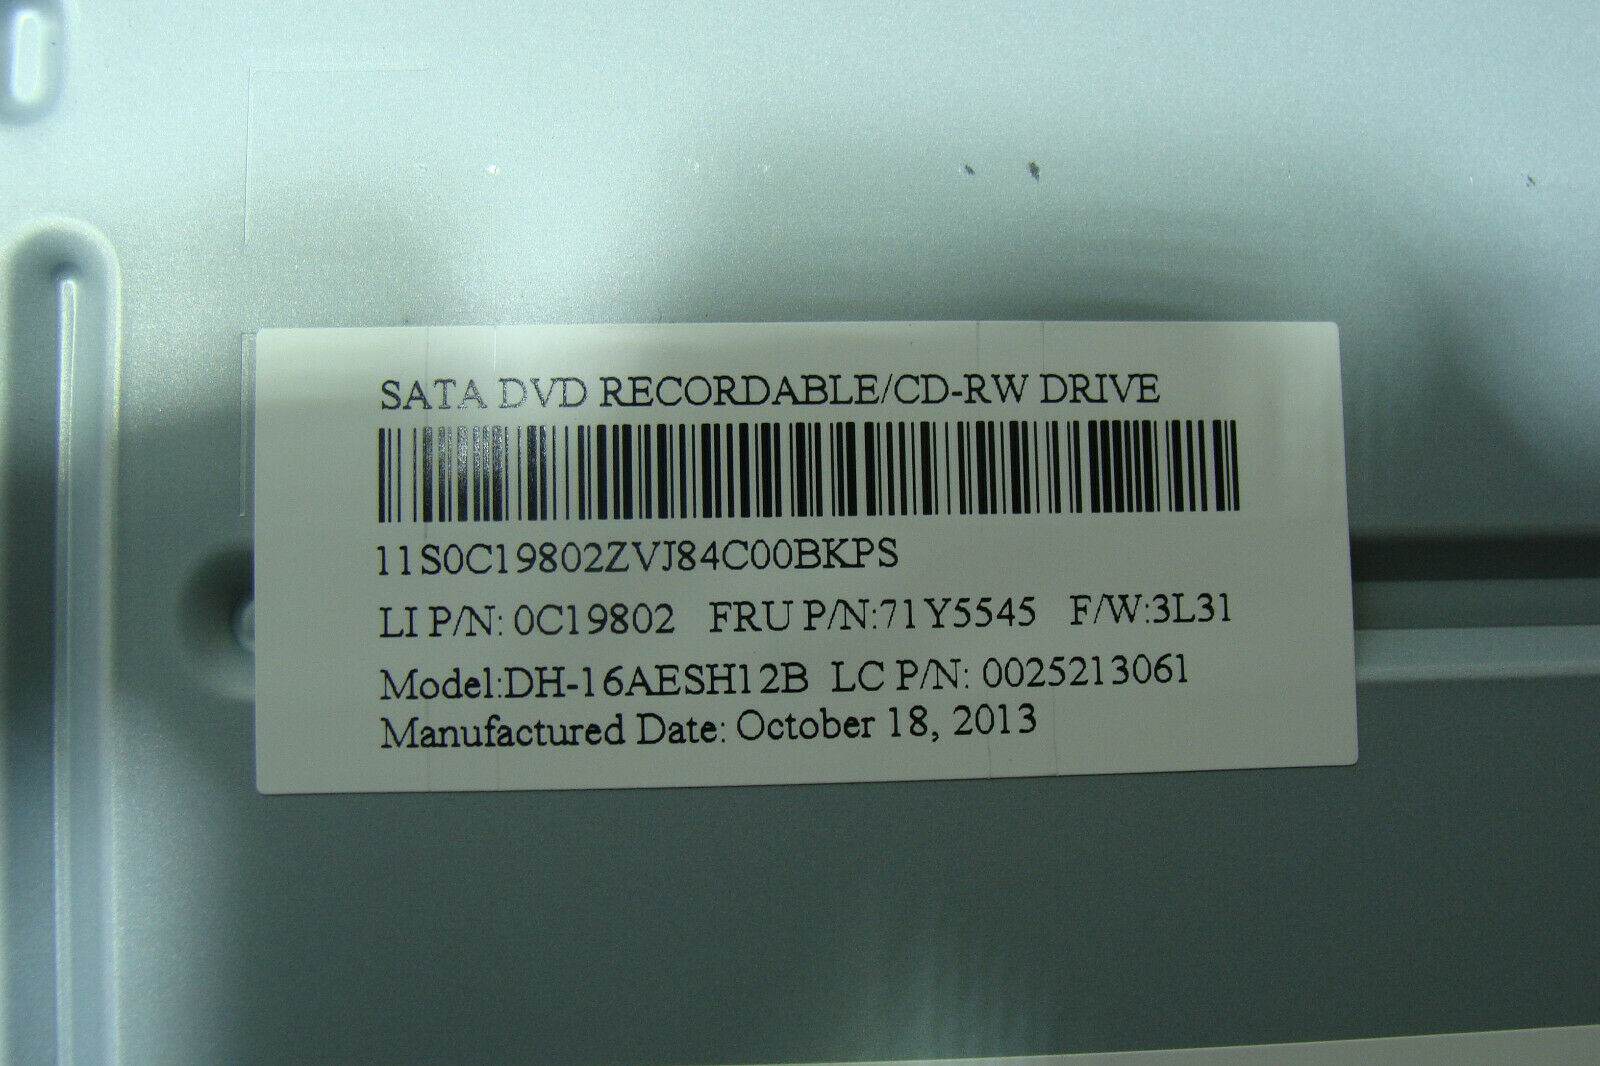 SATA DVD RECORDABLE/CD-RW DRIVE
11S0C19802ZVJ84C00BKPS
LI P/N: 0C19802 FRU P/N:71Y5545 F/W:3L31
Model:DH-16AESH12B LC P/N: 0025213061
Manufactured Date: October 18, 2013